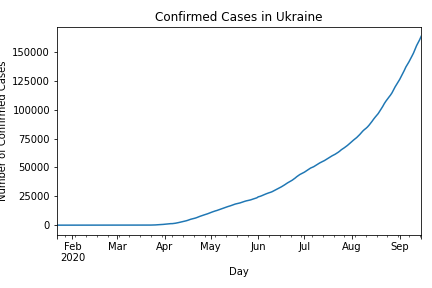 Confirmed Cases in Ukraine
Number of Confirmed Cases
150000
125000
100000
75000
50000
25000
0
Feb Mar Apr May Jun Jul Aug Sep
2020
Day